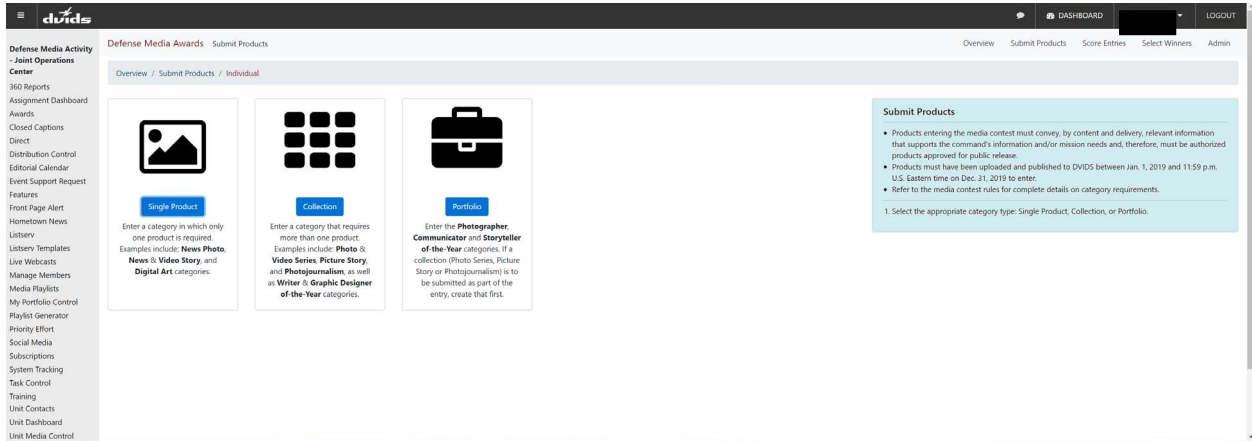 dvids
DASHBOARD
LOGOUT
Defense Media Activity
- Joint Operations
Center
360 Reports
Assignment Dashboard
Awards
Closed Captions
Direct
Distribution Control
Editorial Calendar
Event Support Request
Features
Front Page Alert
Hometown News
Listserv
Listserv Templates
Live Webcasts
Manage Members
Media Playlists
My Portfolio Control
Playlist Generator
Priority Effort
Social Media
Subscriptions
System Tracking
Task Control
Training
Unit Contacts
Unit Dashboard
Unit Media Control
Defense Media Awards Submit Products
Overview Submit Products Score Entries Select Winners Admin
Overview / Submit Products / Individual
Single Product
Enter a category in which only
one product is required.
Examples include: News Photo,
News & Video Story, and
Digital Art categories.
Collection
Enter a category that requires
more than one product.
Examples include: Photo &
Video Series, Picture Story,
and Photojournalism, as well
as Writer & Graphic Designer
of-the-Year categories.
Portfolio
Enter the Photographer,
Communicator and Storyteller
of-the-Year categories. If a
collection (Photo Series, Picture
Story or Photojournalism) is to
be submitted as part of the
entry, create that first.
Submit Products
• Products entering the media contest must convey, by content and delivery, relevant information
that supports the command's information and/or mission needs and, therefore, must be authorized
products approved for public release.
• Products must have been uploaded and published to DVIDS between Jan. 1, 2019 and 11:59 p.m.
U.S. Eastern time on Dec. 31, 2019 to enter.
• Refer to the media contest rules for complete details on category requirements.
1. Select the appropriate category type: Single Product, Collection, or Portfolio.